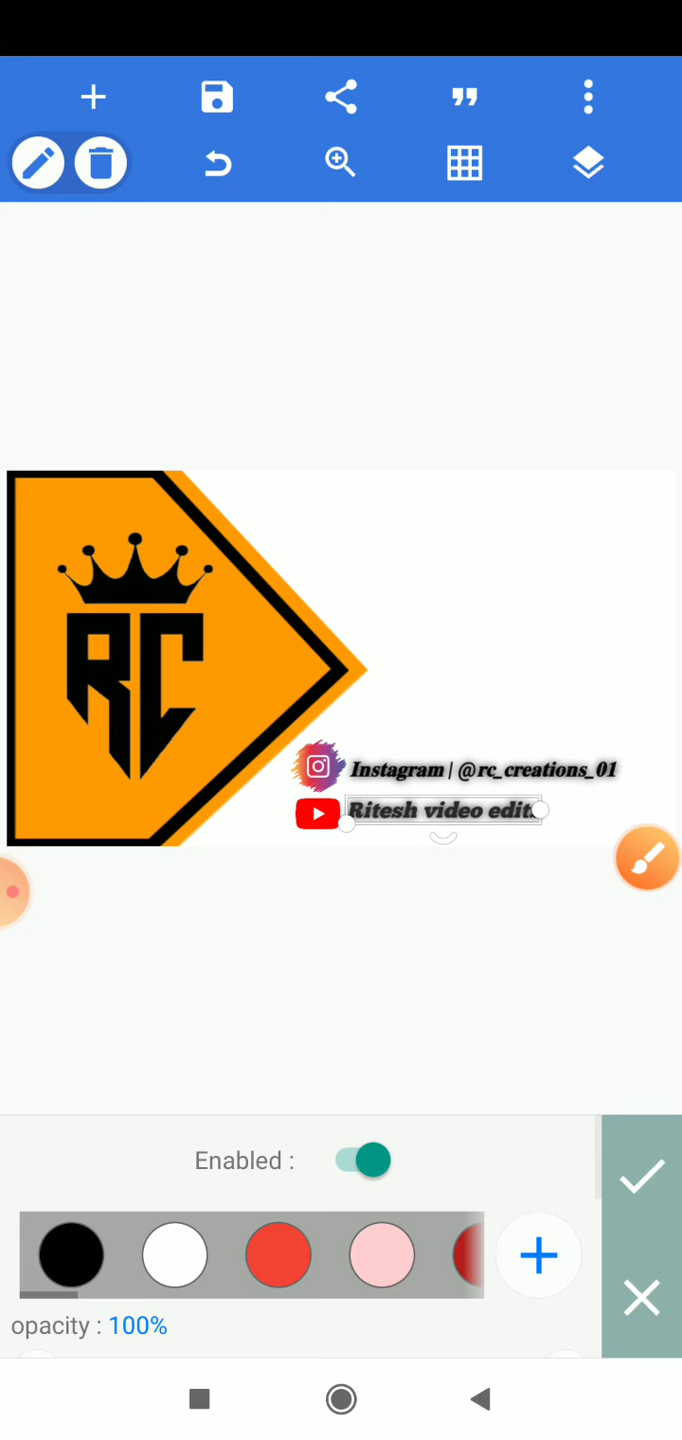 RC
Instagram | @rc_creations_01
Ritesh video edit
Enabled :
opacity : 100%